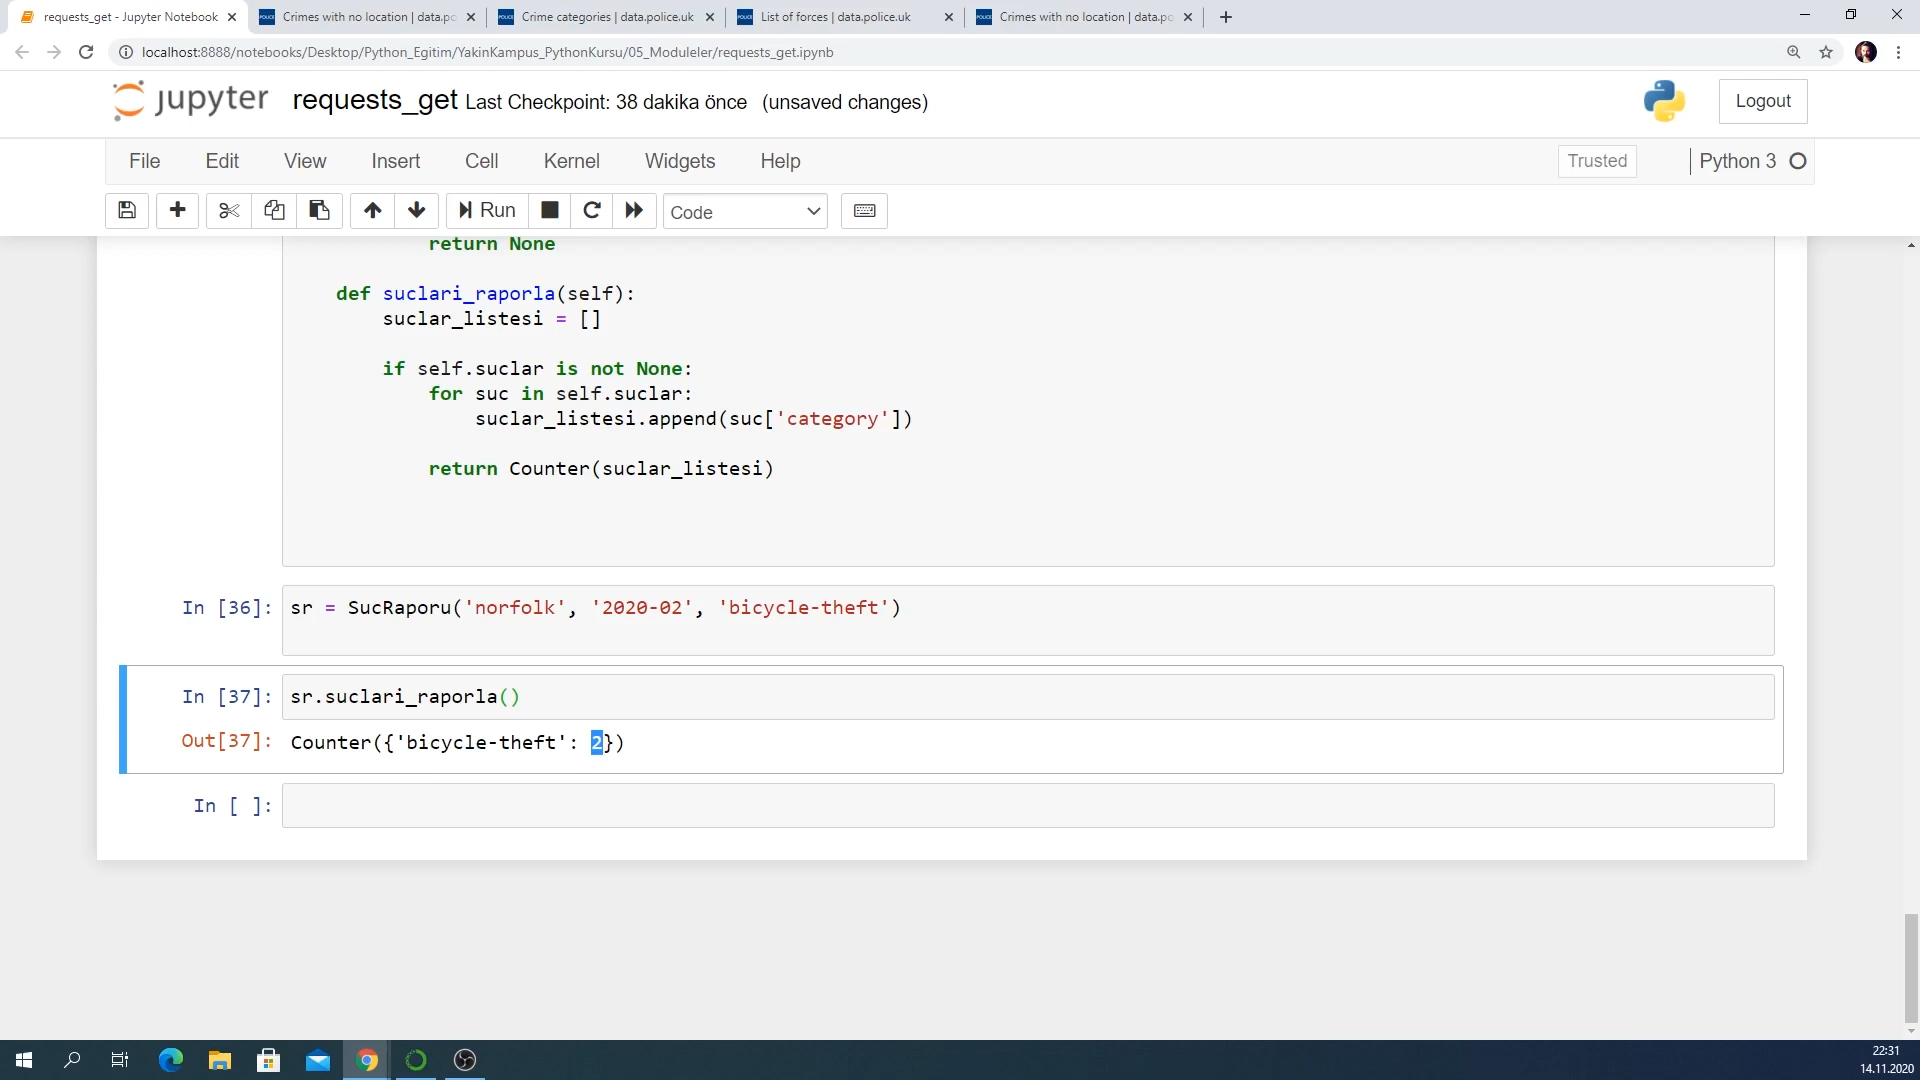 requests_get - Jupyter Notebook
Crimes with no location | data.po
Crime categories | data.police.uk
List of forces | data.police.uk
Crimes with no location | data.po
localhost:8888/notebooks/Desktop/Python_Egitim/YakinKampus_PythonKursu/05_Moduleler/requests_get.ipynb
jupyter requests_get Last Checkpoint: 38 dakika önce (unsaved changes)
Logout
File Edit View Insert Cell Kernel Widgets Help
Trusted
Python 3
Run
Code
return None
def suclari_raporla(self):
suclar_listesi = []
if self.suclar is not None:
for suc in self.suclar:
suclar_listesi.append(suc['category'])
return Counter(suclar_listesi)
In [36]: sr = SucRaporu('norfolk', '2020-02', 'bicycle-theft')
In [37]: sr.suclari_raporla()
Out[37]: Counter({'bicycle-theft': 2})
In [ ]:
22:31
14.11.2020